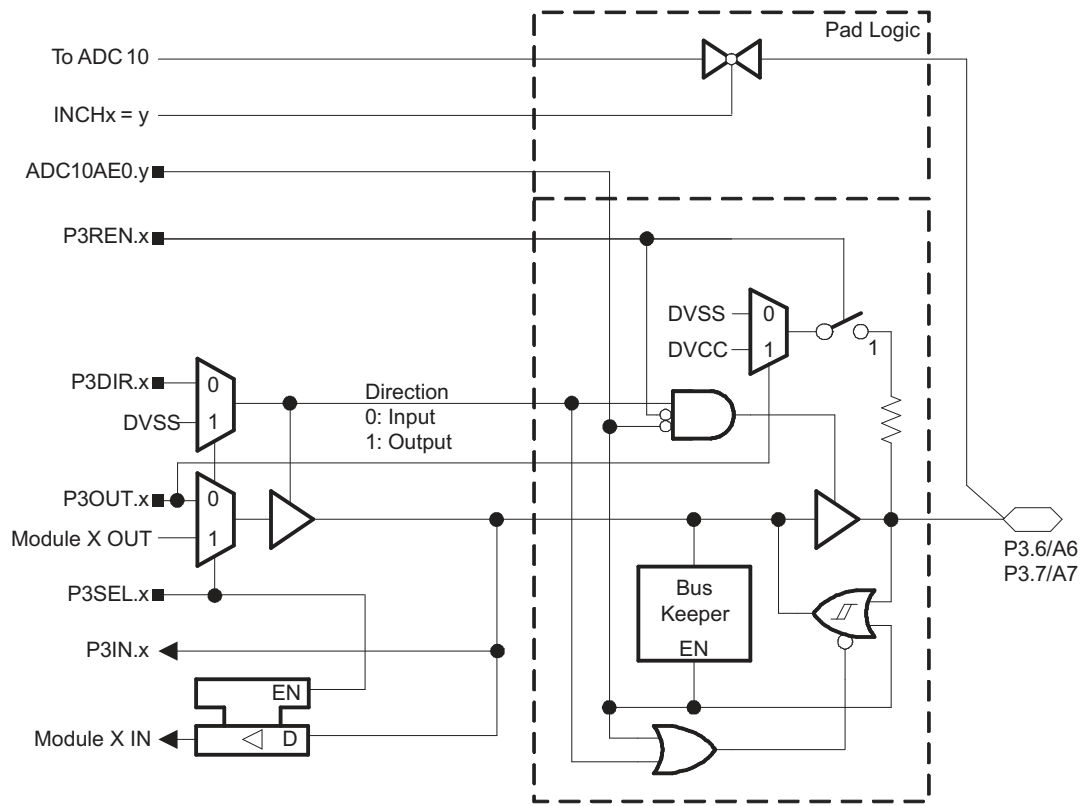 Pad Logic
To ADC 10
INCHx = y
ADC10AE0.y
P3REN.x
DVSS
0
DVCC
1
1
P3DIR.x
0
DVSS
1
Direction
0: Input
1: Output
P3OUT.x
0
Module X OUT
1
P3SEL.x
P3.6/A6
P3.7/A7
Bus
Keeper
EN
P3IN.x
EN
Module X IN
D